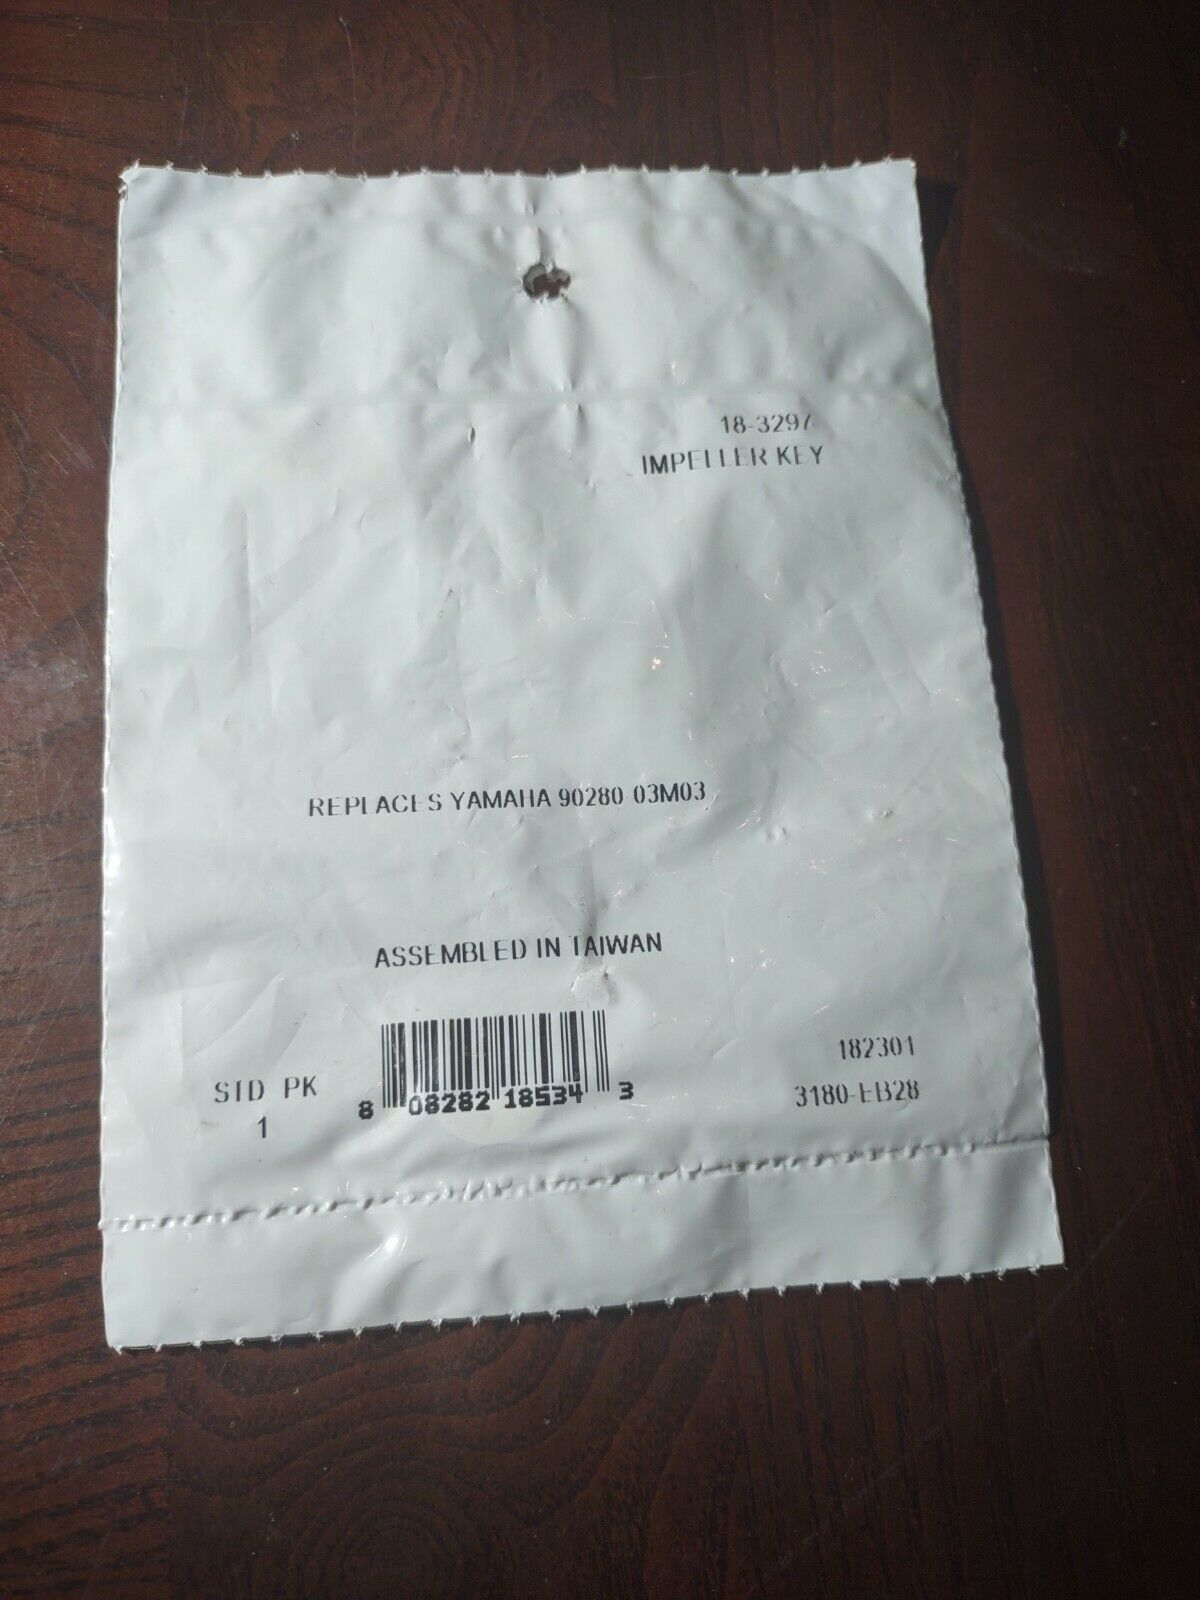 18-3297
IMPELLER KEY
REPLACES YAMAHA 90280 03M03
ASSEMBLED IN TAIWAN
STD PK
1
8 08282 18534 3
182301
3180-EB28